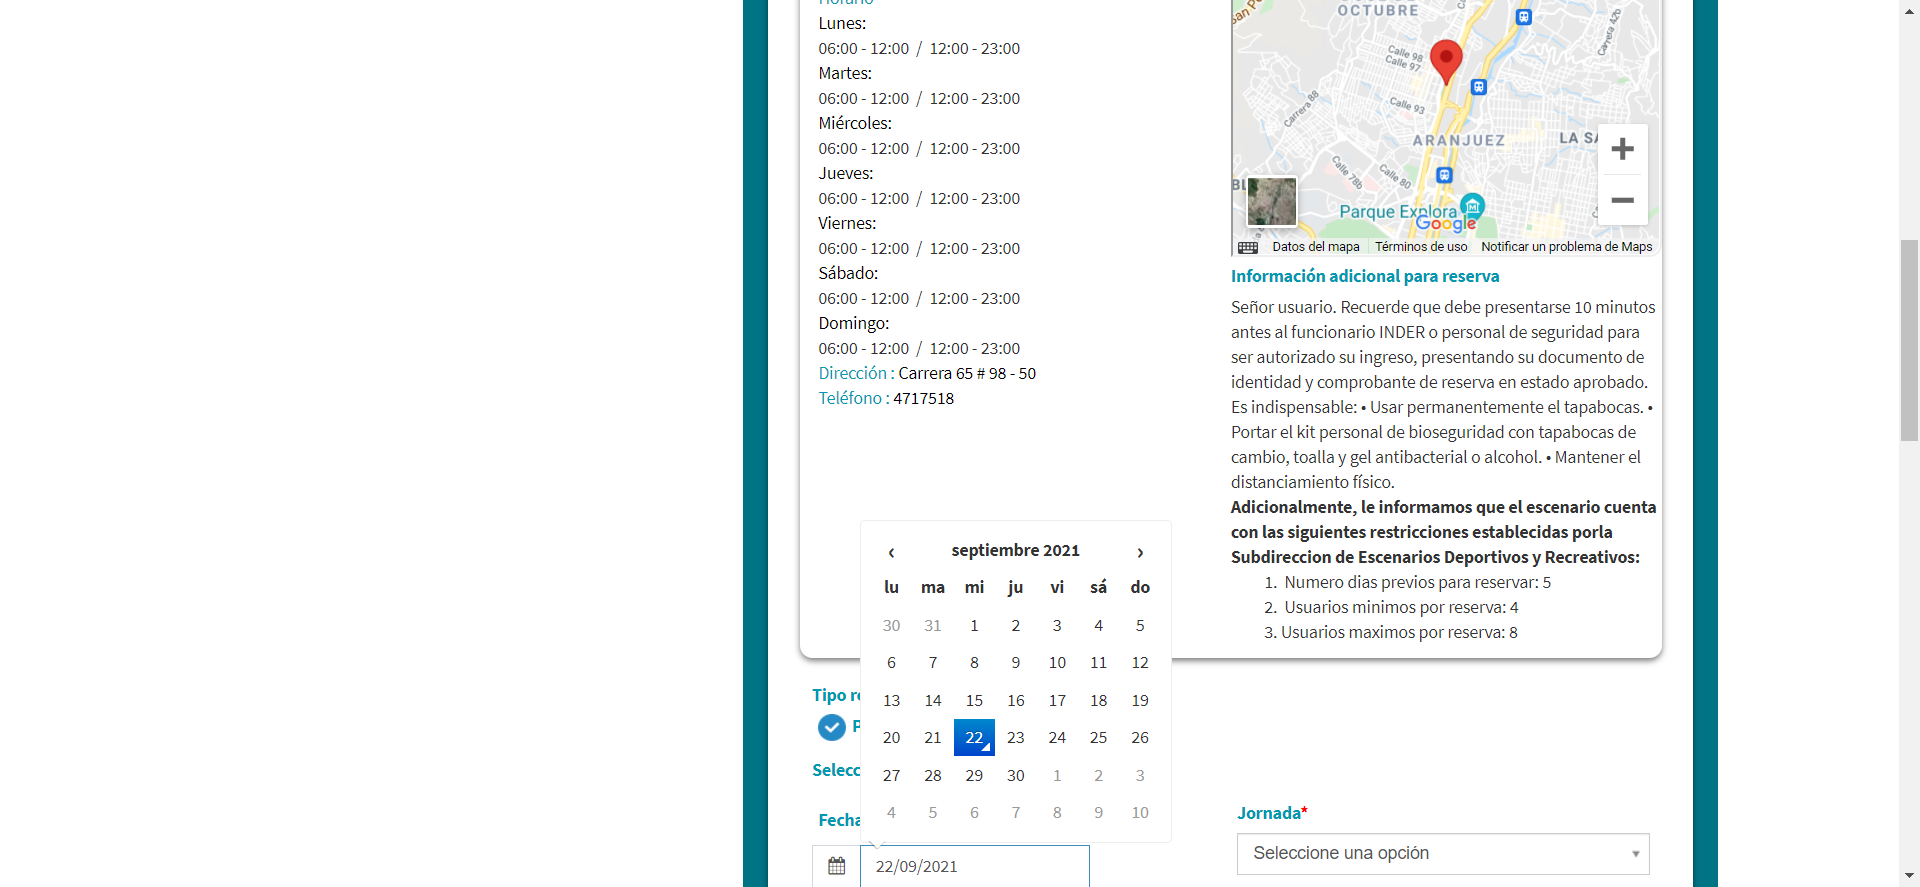 Horario
Lunes:
06:00 - 12:00 / 12:00 - 23:00
Martes:
06:00 - 12:00 / 12:00 - 23:00
Miércoles:
06:00 - 12:00 / 12:00 - 23:00
Jueves:
06:00 - 12:00 / 12:00 - 23:00
Viernes:
06:00 - 12:00 / 12:00 - 23:00
Sábado:
06:00 - 12:00 / 12:00 - 23:00
Domingo:
06:00 - 12:00 / 12:00 - 23:00
Dirección : Carrera 65 # 98 - 50
Teléfono : 4717518
OCTUBRE
Carrera 42b
Calle 98
Calle 97
Carrera 88
Calle 93
ARANJUEZ
LA SA
Calle 78b
Calle 80
BL
Parque Explora
Google
Datos del mapa
Términos de uso
Notificar un problema de Maps
Información adicional para reserva
Señor usuario. Recuerde que debe presentarse 10 minutos
antes al funcionario INDER o personal de seguridad para
ser autorizado su ingreso, presentando su documento de
identidad y comprobante de reserva en estado aprobado.
Es indispensable: • Usar permanentemente el tapabocas. •
Portar el kit personal de bioseguridad con tapabocas de
cambio, toalla y gel antibacterial o alcohol. • Mantener el
distanciamiento físico.
Adicionalmente, le informamos que el escenario cuenta
con las siguientes restricciones establecidas porla
Subdireccion de Escenarios Deportivos y Recreativos:
1. Numero dias previos para reservar: 5
2. Usuarios minimos por reserva: 4
3. Usuarios maximos por reserva: 8
‹ septiembre 2021 ›
lu ma mi ju vi sá do
30 31 1 2 3 4 5
6 7 8 9 10 11 12
13 14 15 16 17 18 19
20 21 22 23 24 25 26
27 28 29 30 1 2 3
4 5 6 7 8 9 10
Tipo re
P
Selecc
Fecha
22/09/2021
Jornada*
Seleccione una opción